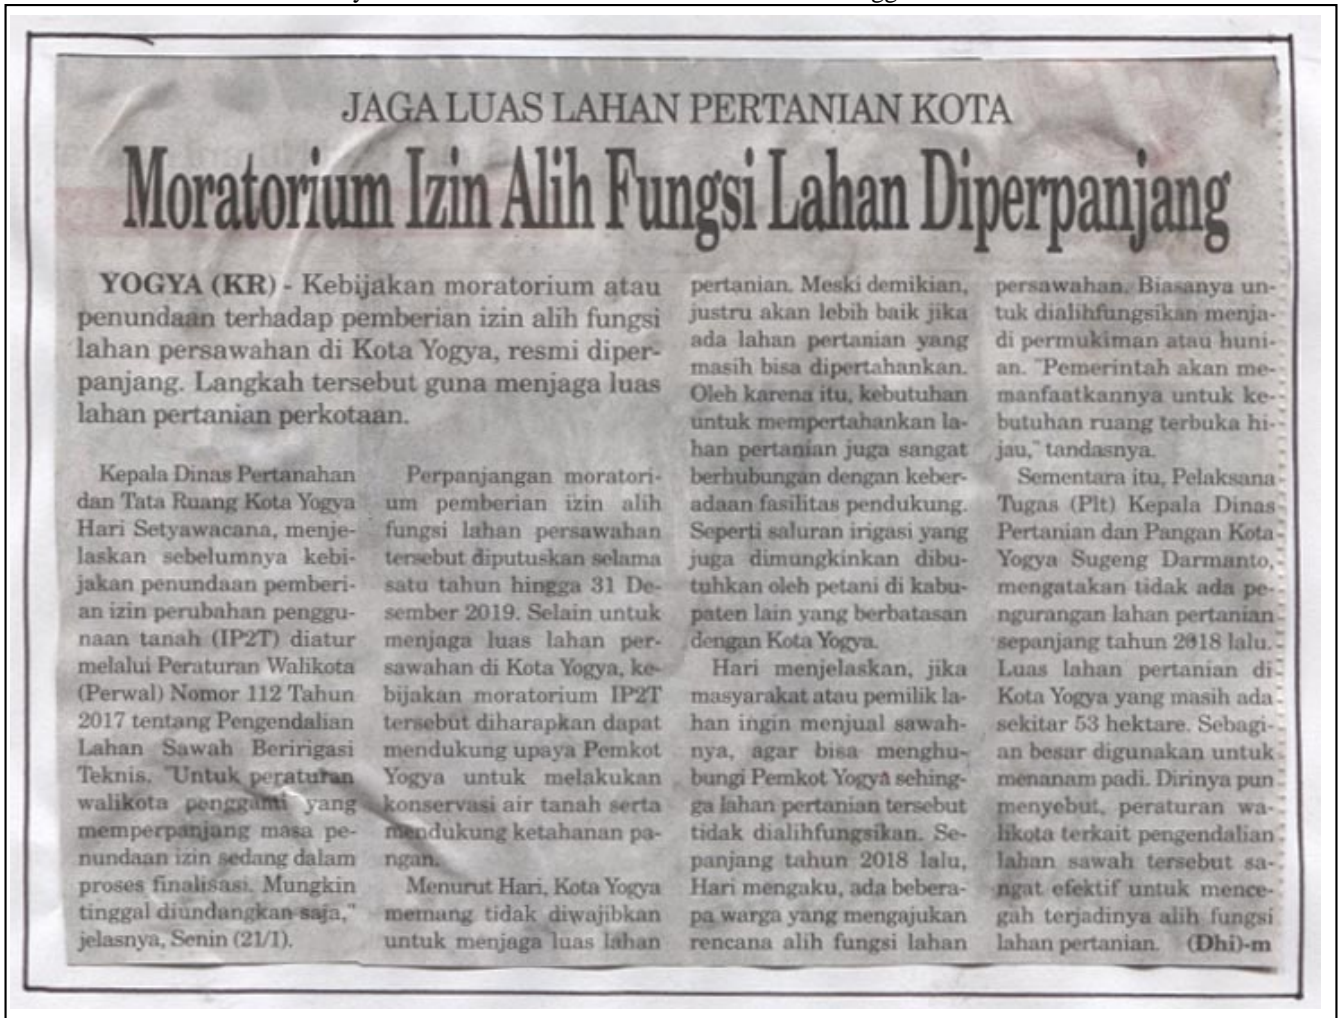 JAGA LUAS LAHAN PERTANIAN KOTA
Moratorium Izin Alih Fungsi Lahan Diperpanjang
YOGYA (KR) - Kebijakan moratorium atau
penundaan terhadap pemberian izin alih fungsi
lahan persawahan di Kota Yogya, resmi diper-
panjang. Langkah tersebut guna menjaga luas
lahan pertanian perkotaan.
Kepala Dinas Pertanahan
dan Tata Ruang Kota Yogya
Hari Setyawacana, menje-
laskan sebelumnya kebi-
jakan penundaan pemberi-
an izin perubahan penggu-
naan tanah (IP2T) diatur
melalui Peraturan Walikota
(Perwal) Nomor 112 Tahun
2017 tentang Pengendalian
Lahan Sawah Beririgasi
Teknis. "Untuk peraturan
walikota pengganti yang
memperpanjang masa pe-
nundaan izin sedang dalam
proses finalisasi. Mungkin
tinggal diundangkan saja,"
jelasnya, Senin (21/1).
Perpanjangan moratori-
um pemberian izin alih
fungsi lahan persawahan
tersebut diputuskan selama
satu tahun hingga 31 De-
sember 2019. Selain untuk
menjaga luas lahan per-
sawahan di Kota Yogya, ke-
bijakan moratorium IP2T
tersebut diharapkan dapat
mendukung upaya Pemkot
Yogya untuk melakukan
konservasi air tanah serta
mendukung ketahanan pa-
ngan.
Menurut Hari, Kota Yogya
memang tidak diwajibkan
untuk menjaga luas lahan
pertanian. Meski demikian,
justru akan lebih baik jika
ada lahan pertanian yang
masih bisa dipertahankan.
Oleh karena itu, kebutuhan
untuk mempertahankan la-
han pertanian juga sangat
berhubungan dengan keber-
adaan fasilitas pendukung.
Seperti saluran irigasi yang
juga dimungkinkan dibu-
tuhkan oleh petani di kabu-
paten lain yang berbatasan
dengan Kota Yogya.
Hari menjelaskan, jika
masyarakat atau pemilik la-
han ingin menjual sawah-
nya, agar bisa menghu-
bungi Pemkot Yogya sehing-
ga lahan pertanian tersebut
tidak dialihfungsikan. Se-
panjang tahun 2018 lalu,
Hari mengaku, ada bebera-
pa warga yang mengajukan
rencana alih fungsi lahan
persawahan. Biasanya un-
tuk dialihfungsikan menja-
di permukiman atau huni-
an. "Pemerintah akan me-
manfaatkannya untuk ke-
butuhan ruang terbuka hi-
jau," tandasnya.
Sementara itu, Pelaksana
Tugas (Plt) Kepala Dinas
Pertanian dan Pangan Kota
Yogya Sugeng Darmanto,
mengatakan tidak ada pe-
ngurangan lahan pertanian
sepanjang tahun 2018 lalu.
Luas lahan pertanian di
Kota Yogya yang masih ada
sekitar 53 hektare. Sebagi-
an besar digunakan untuk
menanam padi. Dirinya pun
menyebut, peraturan wa-
likota terkait pengendalian
lahan sawah tersebut sa-
ngat efektif untuk mence-
gah terjadinya alih fungsi
lahan pertanian. (Dhi)-m